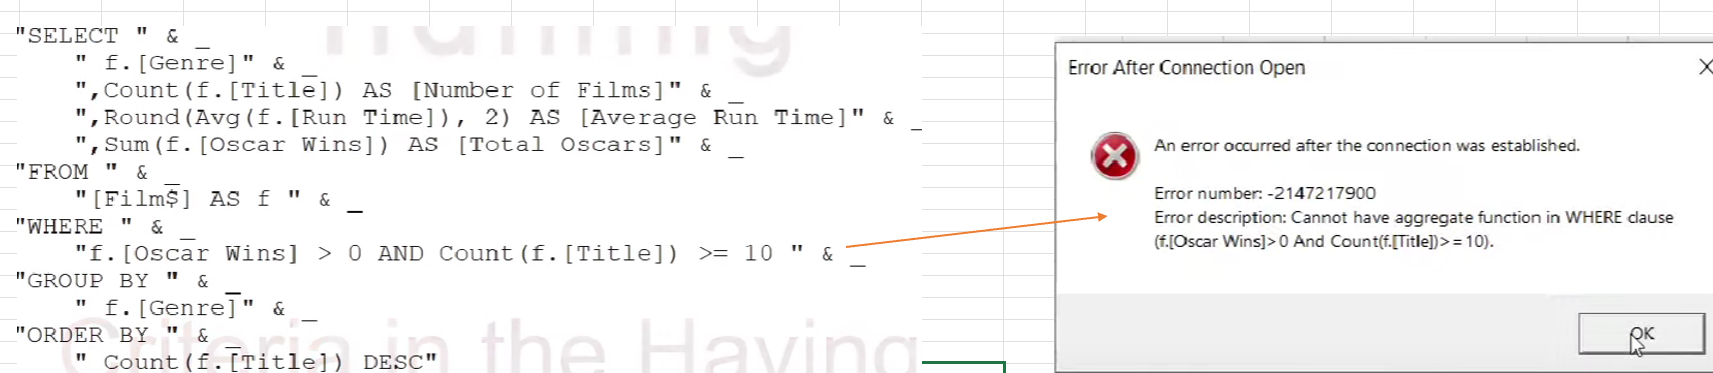 "SELECT " & _
" f.[Genre]" & _
",Count(f.[Title]) AS [Number of Films]" & _
",Round(Avg(f.[Run Time]), 2) AS [Average Run Time]" & _
",Sum(f.[Oscar Wins]) AS [Total Oscars]" & _
"FROM " & _
"[Film$] AS f " & _
"WHERE " & _
"f.[Oscar Wins] > 0 AND Count(f.[Title]) >= 10 " & _
"GROUP BY " & _
" f.[Genre]" & _
"ORDER BY " & _
" Count(f.[Title]) DESC"
Criteria in the Having
Error After Connection Open
An error occurred after the connection was established.
Error number: -2147217900
Error description: Cannot have aggregate function in WHERE clause
(f.[Oscar Wins]>0 And Count(f.[Title])>=10).
OK